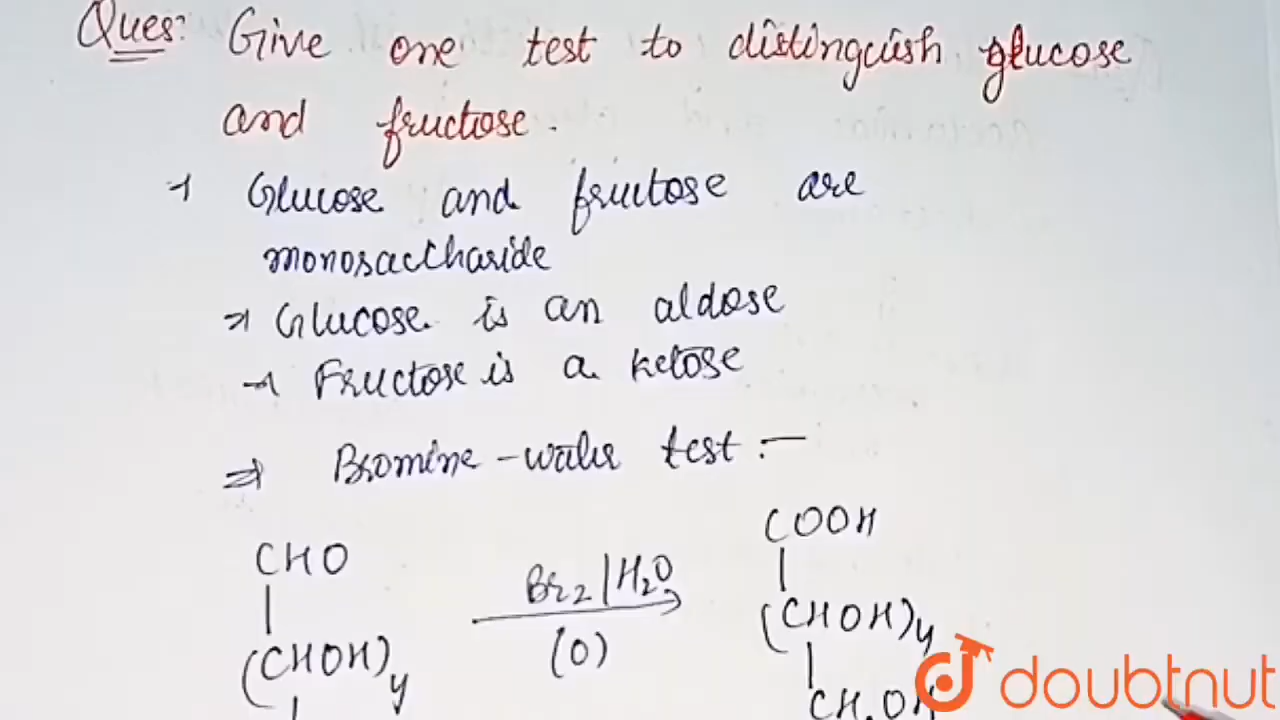 Ques: Give one test to distinguish glucose
and fructose.
→ Glucose and fructose are
monosaccharide
⇒ Glucose is an aldose
→ Fructose is a ketose
⇒ Bromine-water test :-
CHO
|
(CHOH)4
|
Br2/H2O
(O)
COOH
|
(CHOH)4
|
CH2OH
doubtnut